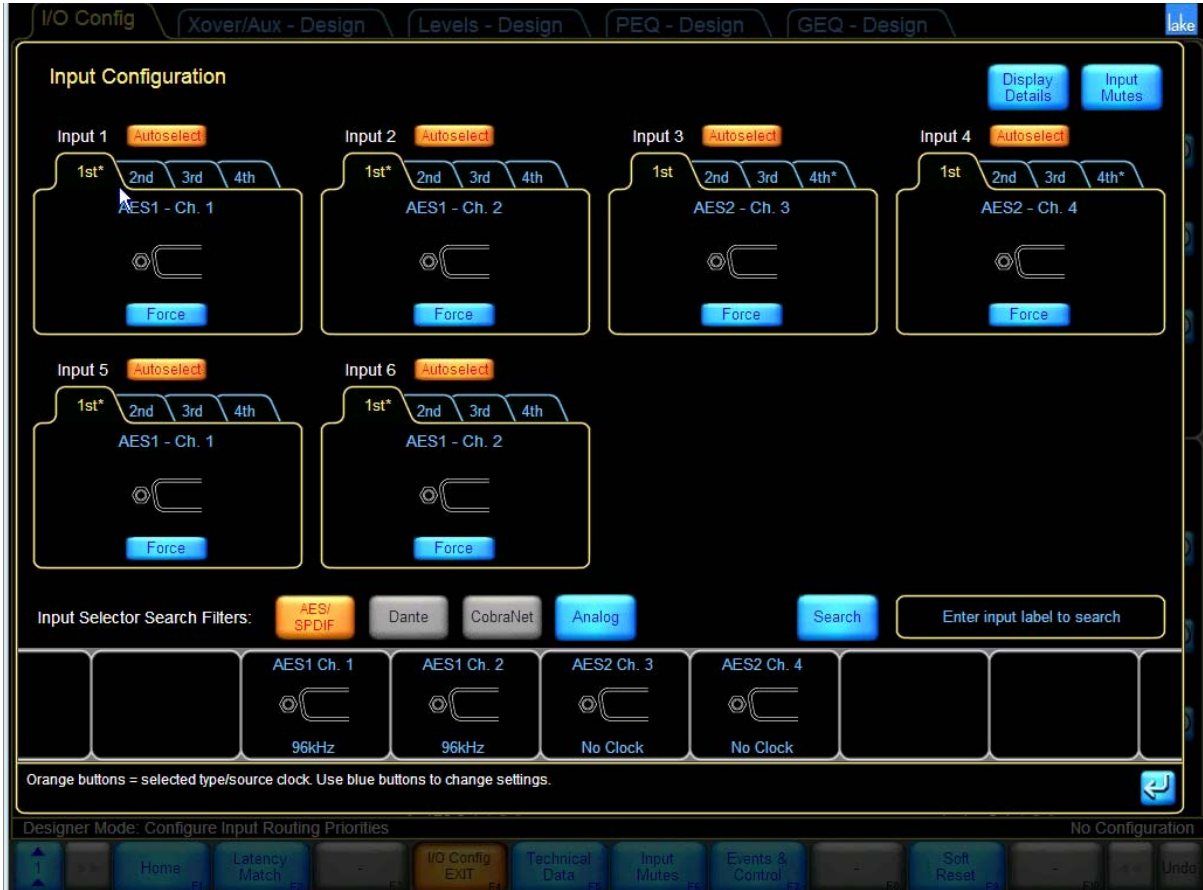 I/O Config
Xover/Aux - Design
Levels - Design
PEQ - Design
GEQ - Design
lake
Input Configuration
Display
Details
Input
Mutes
Input 1
Autoselect
Input 2
Autoselect
Input 3
Autoselect
Input 4
Autoselect
1st*
2nd
3rd
4th
1st*
2nd
3rd
4th
1st
2nd
3rd
4th*
1st
2nd
3rd
4th*
AES1 - Ch. 1
AES1 - Ch. 2
AES2 - Ch. 3
AES2 - Ch. 4
Force
Force
Force
Force
Input 5
Autoselect
Input 6
Autoselect
1st*
2nd
3rd
4th
1st*
2nd
3rd
4th
AES1 - Ch. 1
AES1 - Ch. 2
Force
Force
Input Selector Search Filters:
AES/
SPDIF
Dante
CobraNet
Analog
Search
Enter input label to search
AES1 Ch. 1
AES1 Ch. 2
AES2 Ch. 3
AES2 Ch. 4
96kHz
96kHz
No Clock
No Clock
Orange buttons = selected type/source clock. Use blue buttons to change settings.
Designer Mode: Configure Input Routing Priorities
No Configuration
1
Home
F1
Latency
Match
F2
I/O Config
EXIT
F4
Technical
Data
F5
Input
Mutes
F6
Events &
Control
Soft
Reset
Undo